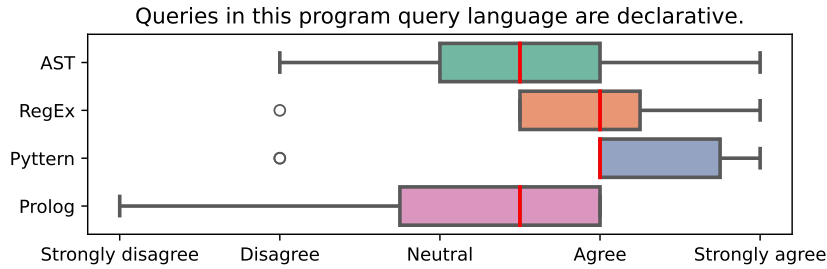 Queries in this program query language are declarative.
AST
RegEx
Pyttern
Prolog
Strongly disagree Disagree Neutral Agree Strongly agree